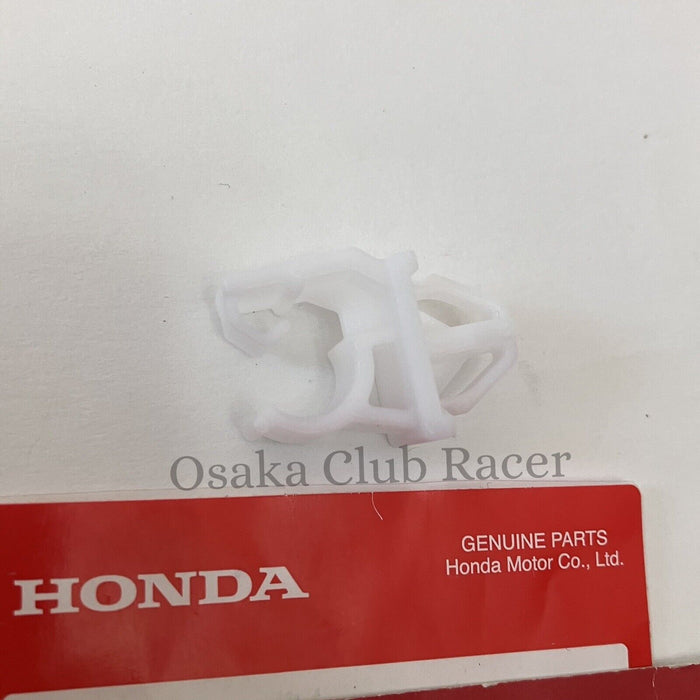 Osaka Club Racer
HONDA
GENUINE PARTS
Honda Motor Co., Ltd.